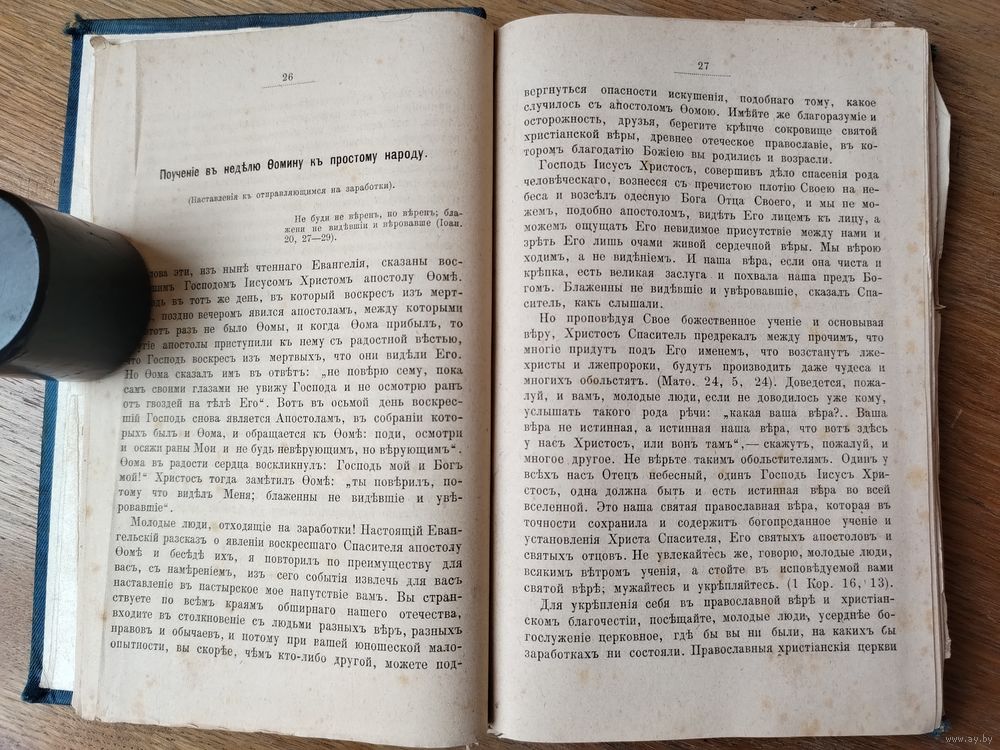 26
Поученіе въ недѣлю Ѳомину къ простому народу.
(Наставленія къ отправляющимся на заработки).
Не буди не вѣренъ, но вѣренъ; бла-
жени не видѣвшіи и вѣровавше (Іоан.
20, 27—29).
эти, изъ нынѣ чтеннаго Евангелія, сказаны вос-
Господомъ Іисусомъ Христомъ апостолу Ѳомѣ.
въ тотъ же день, въ который воскресъ изъ мерт-
поздно вечеромъ явился апостоламъ, между которыми
разъ не было Ѳомы, и когда Ѳома прибылъ, то
апостолы приступили къ нему съ радостной вѣстью,
что Господь воскресъ изъ мертвыхъ, что они видѣли Его.
Но Ѳома сказалъ имъ въ отвѣтъ: „не повѣрю сему, пока
самъ своими глазами не увижу Господа и не осмотрю ранъ
отъ гвоздей на тѣлѣ Его“. Вотъ въ осьмой день воскрес-
шій Господь снова является Апостоламъ, въ собраніи кото-
рыхъ былъ и Ѳома, и обращается къ Ѳомѣ: поди, осмотри
и осяжи раны Мои и не будь невѣрующимъ, но вѣрующимъ“.
Ѳома въ радости сердца воскликнулъ: Господь мой и Богъ
мой!“ Христосъ тогда замѣтилъ Ѳомѣ: „ты повѣрилъ, по-
тому что видѣлъ Меня; блаженны не видѣвшіе и увѣ-
ровавшіе“.
Молодые люди, отходящіе на заработки! Настоящій Еван-
гельскій разсказъ о явленіи воскресшаго Спасителя апостолу
Ѳомѣ и бесѣдѣ ихъ, я повторилъ по преимуществу для
васъ, съ намѣреніемъ, изъ сего событія извлечь для васъ
наставленіе въ пастырское мое напутствіе вамъ. Вы стран-
ствуете по всѣмъ краямъ обширнаго нашего отечества,
входите въ столкновеніе съ людьми разныхъ вѣръ, разныхъ
нравовъ и обычаевъ, и потому при вашей юношеской мало-
опытности, вы скорѣе, чѣмъ кто-либо другой, можете под-
27
вергнуться опасности искушенія, подобнаго тому, какое
случилось съ апостоломъ Ѳомою. Имѣйте же благоразуміе и
осторожность, друзья, берегите крѣпче сокровище святой
христіанской вѣры, древнее отеческое православіе, въ ко-
торомъ благодатію Божіею вы родились и возрасли.
Господь Іисусъ Христосъ, совершивъ дѣло спасенія рода
человѣческаго, вознесся съ пречистою плотію Своею на не-
беса и возсѣлъ одесную Бога Отца Своего, и мы не мо-
жемъ, подобно апостоломъ, видѣть Его лицемъ къ лицу, а
можемъ ощущать Его невидимое присутствіе между нами и
зрѣть Его лишь очами живой сердечной вѣры. Мы вѣрою
ходимъ, а не видѣніемъ. И наша вѣра, если она чиста и
крѣпка, есть великая заслуга и похвала наша предъ Бо-
гомъ. Блаженны не видѣвшіе и увѣровавшіе, сказалъ Спа-
ситель, какъ слышали.
Но проповѣдуя Свое божественное ученіе и основывая
вѣру, Христосъ Спаситель предрекалъ между прочимъ, что
многіе придутъ подъ Его именемъ, что возстанутъ лже-
христы и лжепророки, будутъ производить даже чудеса и
многихъ обольстятъ. (Матѳ. 24, 5, 24). Доведется, пожа-
луй, и вамъ, молодые люди, если не доводилось уже кому,
услышать такого рода рѣчи: „какая ваша вѣра?.. Ваша
вѣра не истинная, а истинная наша вѣра, что вотъ здѣсь
у насъ Христосъ, или вонъ тамъ“,— скажутъ, пожалуй, и
многое другое. Не вѣрьте такимъ обольстителямъ. Одинъ у
всѣхъ насъ Отецъ небесный, одинъ Господь Іисусъ Хри-
стосъ, одна должна быть и есть истинная вѣра во всей
вселенной. Это наша святая православная вѣра, которая въ
точности сохранила и содержитъ богопреданное ученіе и
установленія Христа Спасителя, Его святыхъ апостоловъ и
святыхъ отцовъ. Не увлекайтесь же, говорю, молодые люди,
всякимъ вѣтромъ ученія, а стойте въ исповѣдуемой вами
святой вѣрѣ; мужайтесь и укрѣпляйтесь. (1 Кор. 16, 13).
Для укрѣпленія себя въ православной вѣрѣ и христіан-
скомъ благочестіи, посѣщайте, молодые люди, усерднѣе бо-
гослуженіе церковное, гдѣ бы вы ни были, на какихъ бы
заработкахъ ни состояли. Православныя христіанскія церкви
www.ay.by